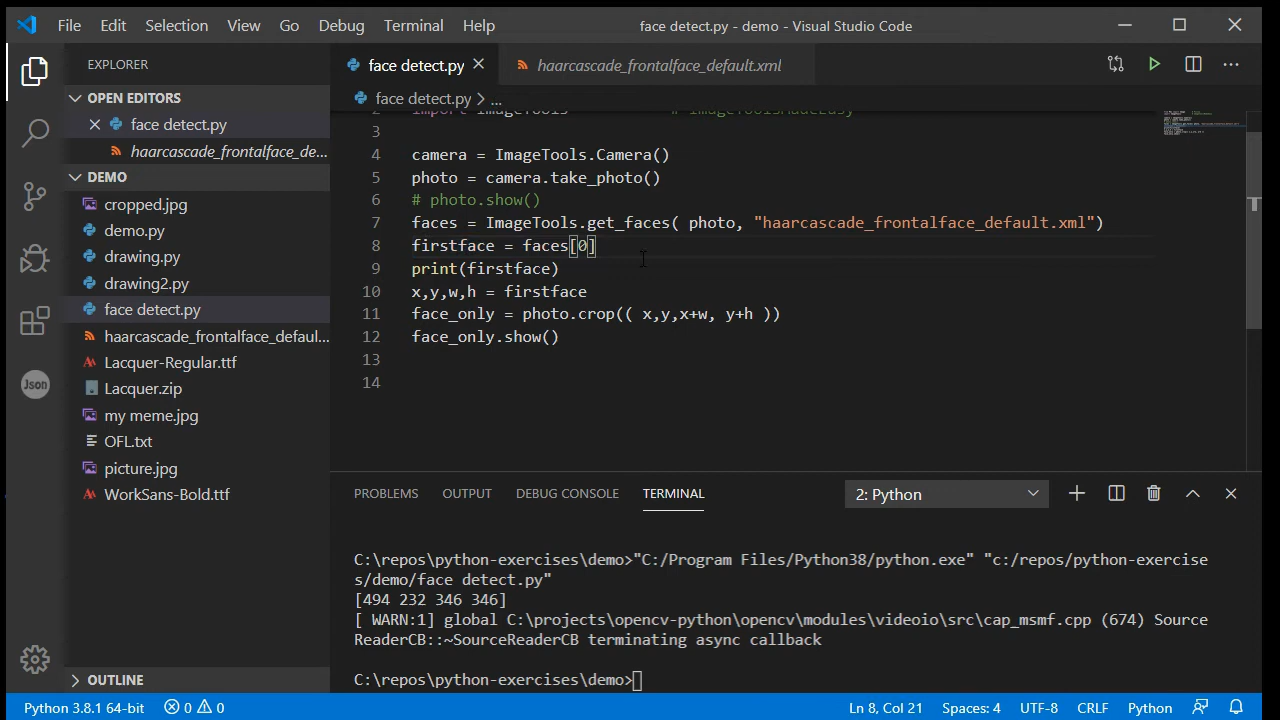 File Edit Selection View Go Debug Terminal Help face detect.py - demo - Visual Studio Code
EXPLORER
OPEN EDITORS
face detect.py
haarcascade_frontalface_de...
DEMO
cropped.jpg
demo.py
drawing.py
drawing2.py
face detect.py
haarcascade_frontalface_defaul...
Lacquer-Regular.ttf
Lacquer.zip
my meme.jpg
OFL.txt
picture.jpg
WorkSans-Bold.ttf
OUTLINE
Json
face detect.py haarcascade_frontalface_default.xml
face detect.py > ...
2 import ImageTools # ImageToolsMadeEasy
3
4 camera = ImageTools.Camera()
5 photo = camera.take_photo()
6 # photo.show()
7 faces = ImageTools.get_faces( photo, "haarcascade_frontalface_default.xml")
8 firstface = faces[0]
9 print(firstface)
10 x,y,w,h = firstface
11 face_only = photo.crop(( x,y,x+w, y+h ))
12 face_only.show()
13
14
PROBLEMS OUTPUT DEBUG CONSOLE TERMINAL 2: Python
C:\repos\python-exercises\demo>"C:/Program Files/Python38/python.exe" "c:/repos/python-exercise
s/demo/face detect.py"
[494 232 346 346]
[ WARN:1] global C:\projects\opencv-python\opencv\modules\videoio\src\cap_msmf.cpp (674) Source
ReaderCB::~SourceReaderCB terminating async callback
C:\repos\python-exercises\demo>
Python 3.8.1 64-bit 0 0 Ln 8, Col 21 Spaces: 4 UTF-8 CRLF Python